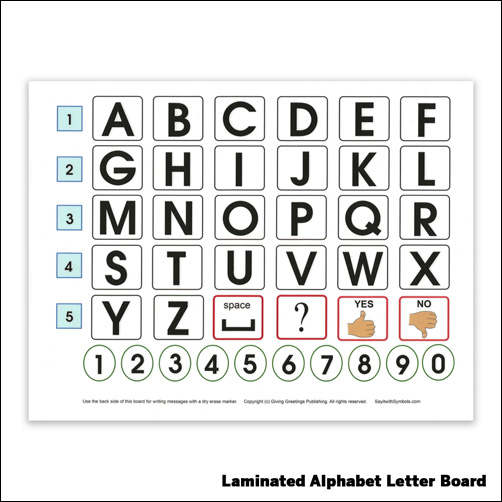 1 A B C D E F
2 G H I J K L
3 M N O P Q R
4 S T U V W X
5 Y Z space ? YES NO
1 2 3 4 5 6 7 8 9 0
Use the back side of this board for writing messages with a dry erase marker. Copyright (c) Giving Greetings Publishing. All rights reserved. SayitwithSymbols.com
Laminated Alphabet Letter Board